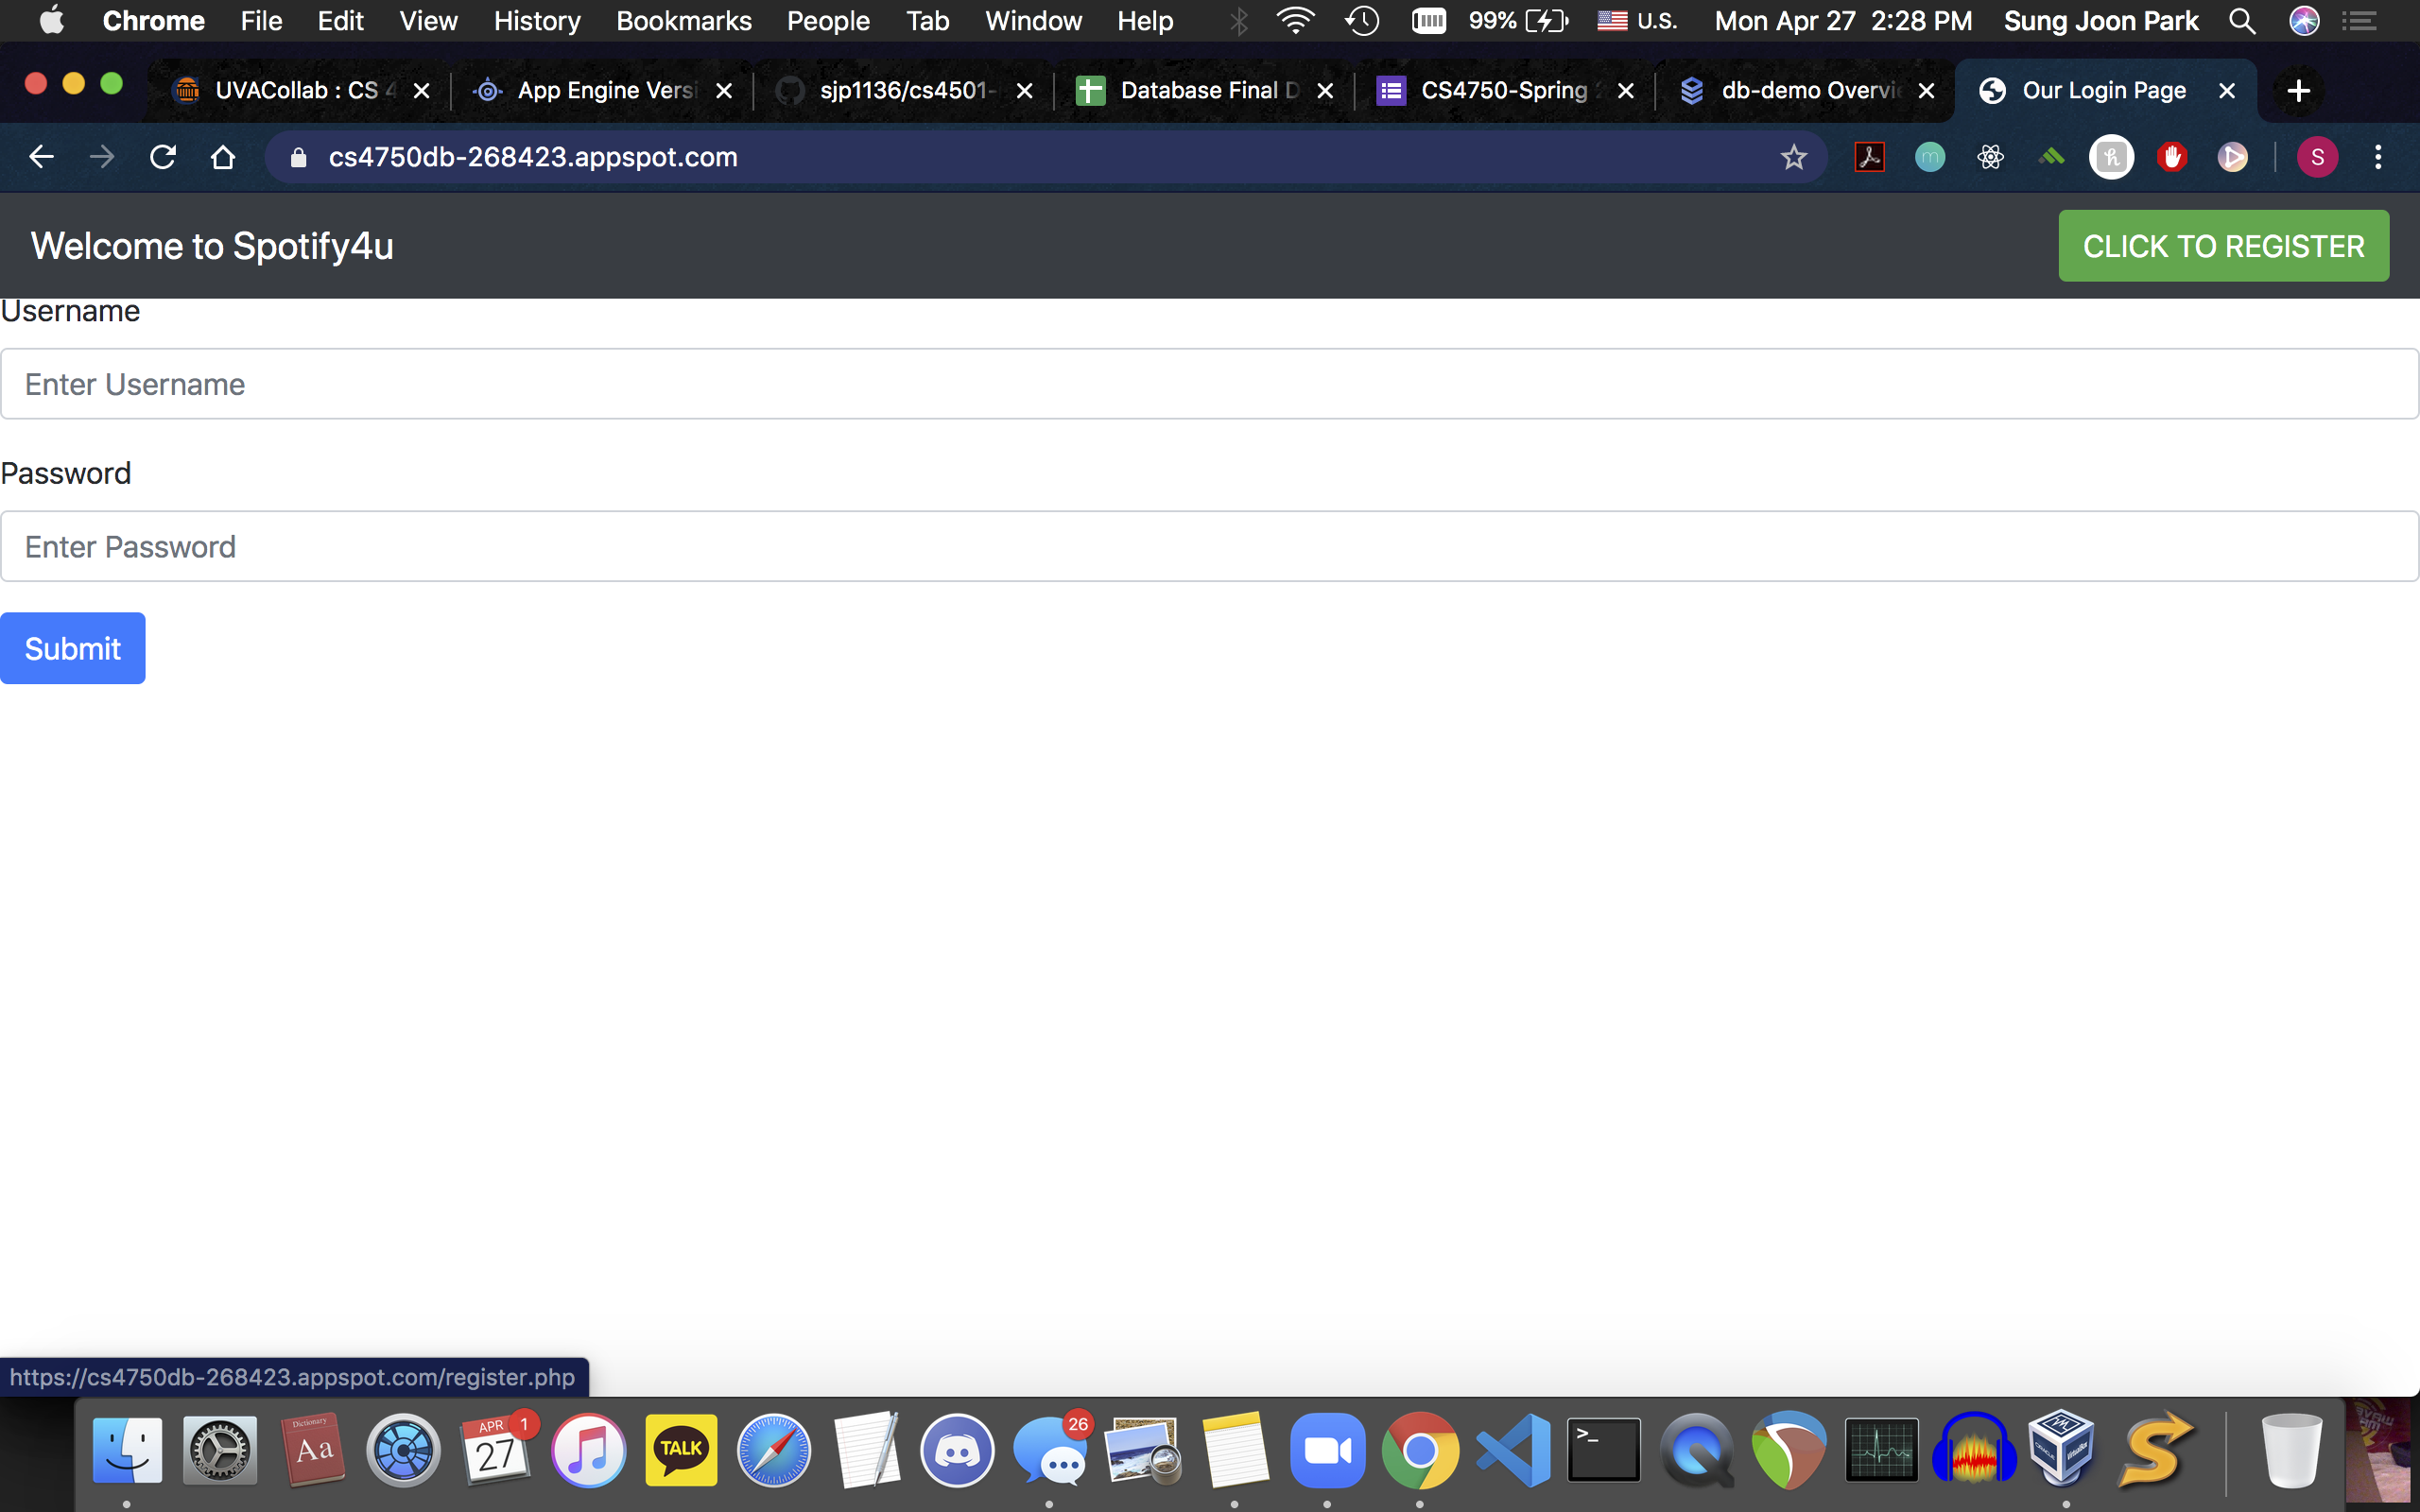 Chrome File Edit View History Bookmarks People Tab Window Help 99% U.S. Mon Apr 27 2:28 PM Sung Joon Park
UVACollab : CS 4 App Engine Versi sjp1136/cs4501- Database Final D CS4750-Spring db-demo Overvi Our Login Page
cs4750db-268423.appspot.com S
Welcome to Spotify4u CLICK TO REGISTER
Username
Enter Username
Password
Enter Password
Submit
https://cs4750db-268423.appspot.com/register.php
Dictionary
Aa
APR
27
1
TALK
26
>_